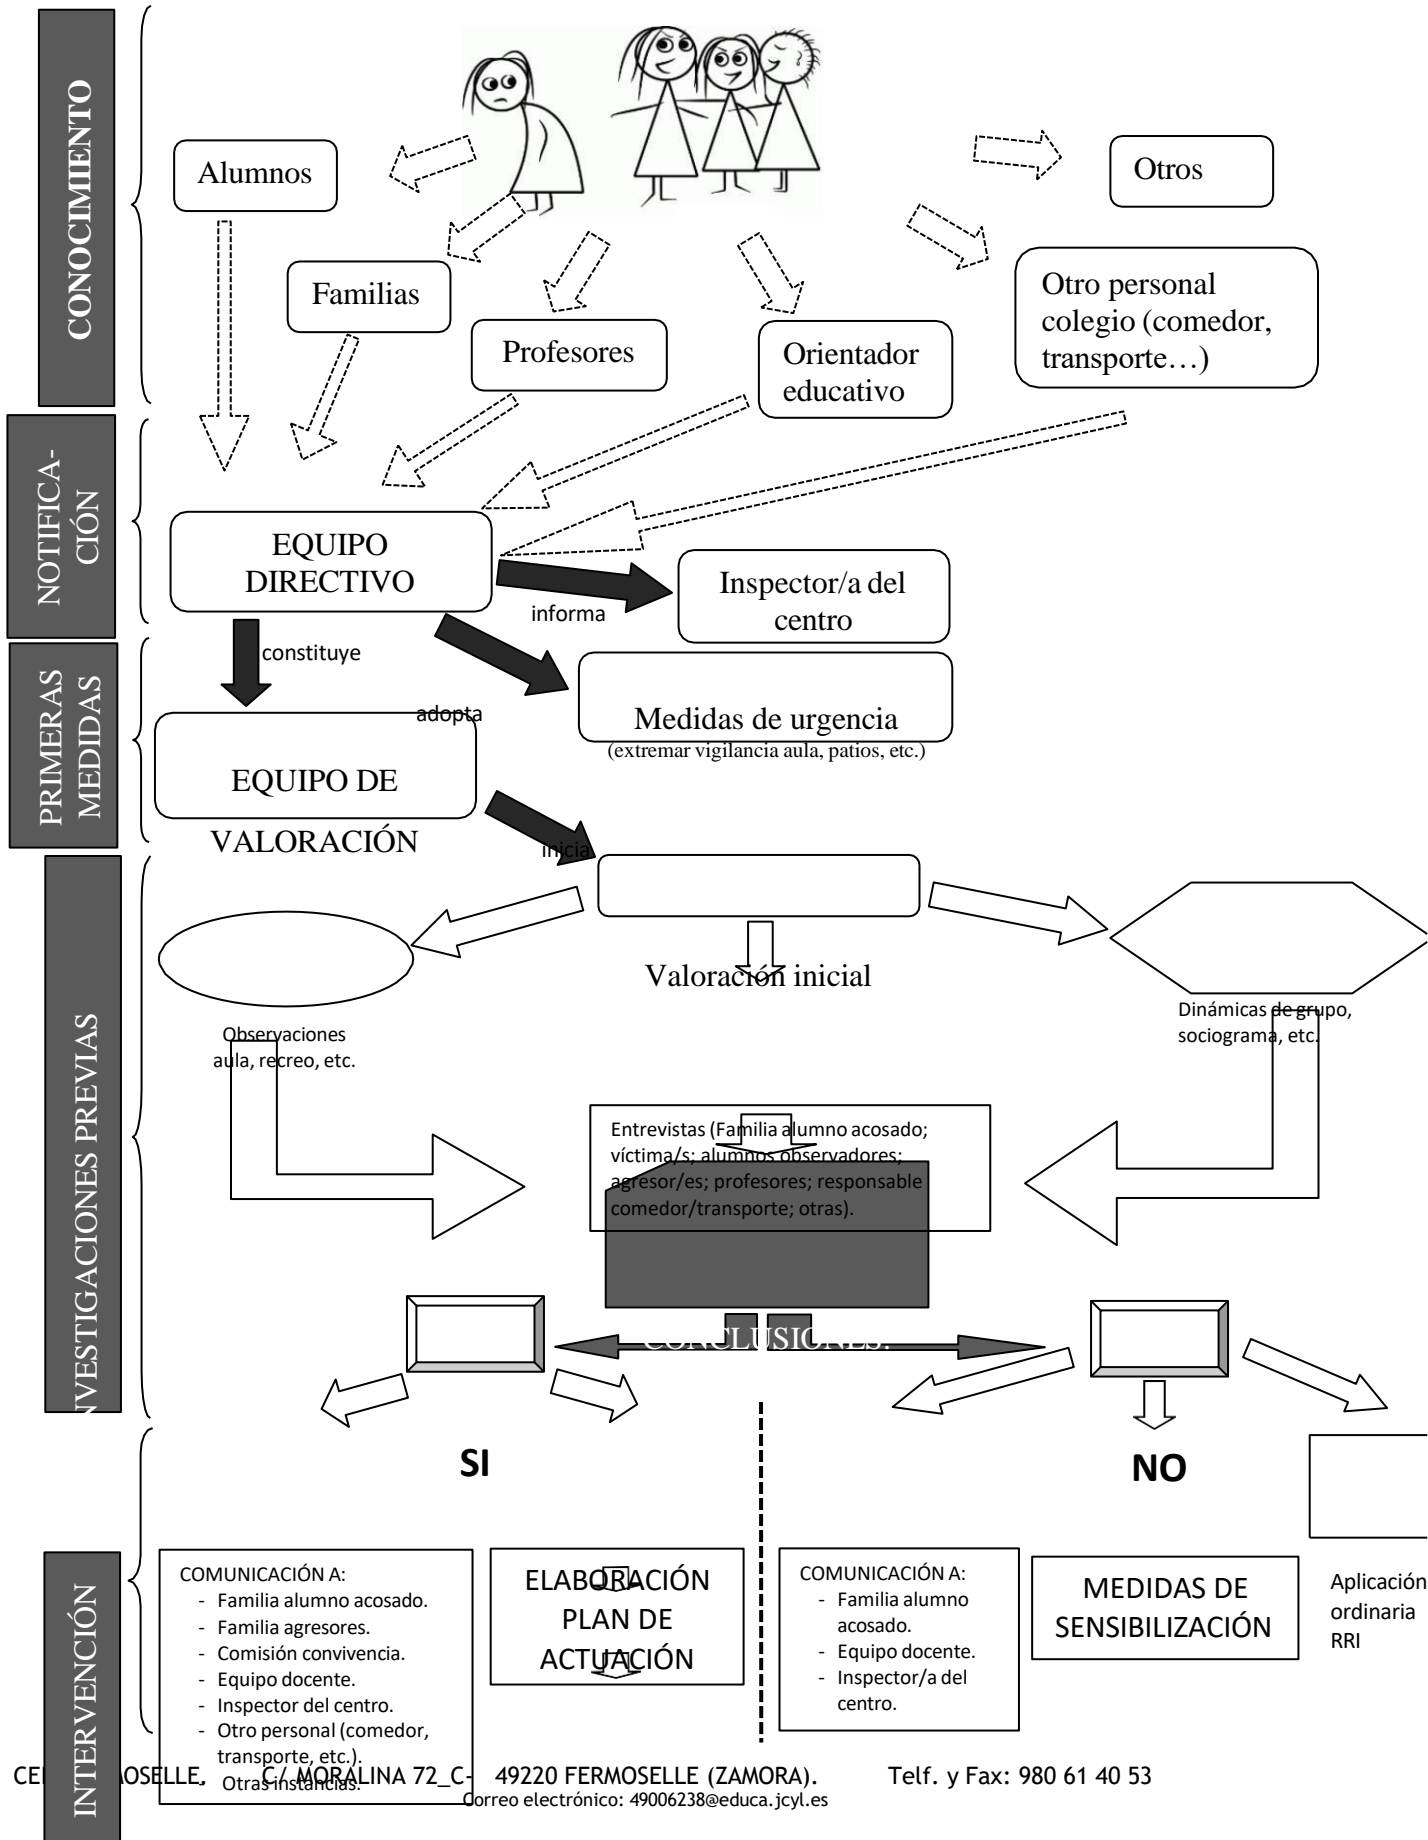 CONOCIMIENTO
Alumnos
Otros
Familias
Otro personal
colegio (comedor,
transporte…)
Profesores
Orientador
educativo
NOTIFICA-
CIÓN
EQUIPO
DIRECTIVO
informa
Inspector/a del
centro
PRIMERAS
MEDIDAS
constituye
adopta
Medidas de urgencia
(extremar vigilancia aula, patios, etc.)
EQUIPO DE
VALORACIÓN
inicia
NVESTIGACIONES PREVIAS
Valoración inicial
Observaciones
aula, recreo, etc.
Dinámicas de grupo,
sociograma, etc.
Entrevistas (Familia alumno acosado;
víctima/s; alumnos observadores;
agresor/es; profesores; responsable
comedor/transporte; otras).
CONCLUSIONES:
SI
NO
INTERVENCIÓN
COMUNICACIÓN A:
- Familia alumno acosado.
- Familia agresores.
- Comisión convivencia.
- Equipo docente.
- Inspector del centro.
- Otro personal (comedor,
transporte, etc.).
- Otras instancias.
ELABORACIÓN
PLAN DE
ACTUACIÓN
COMUNICACIÓN A:
- Familia alumno
acosado.
- Equipo docente.
- Inspector/a del
centro.
MEDIDAS DE
SENSIBILIZACIÓN
Aplicación
ordinaria
RRI
MOSELLE. C/ MORALINA 72_C- 49220 FERMOSELLE (ZAMORA). Telf. y Fax: 980 61 40 53
Correo electrónico: 49006238@educa.jcyl.es